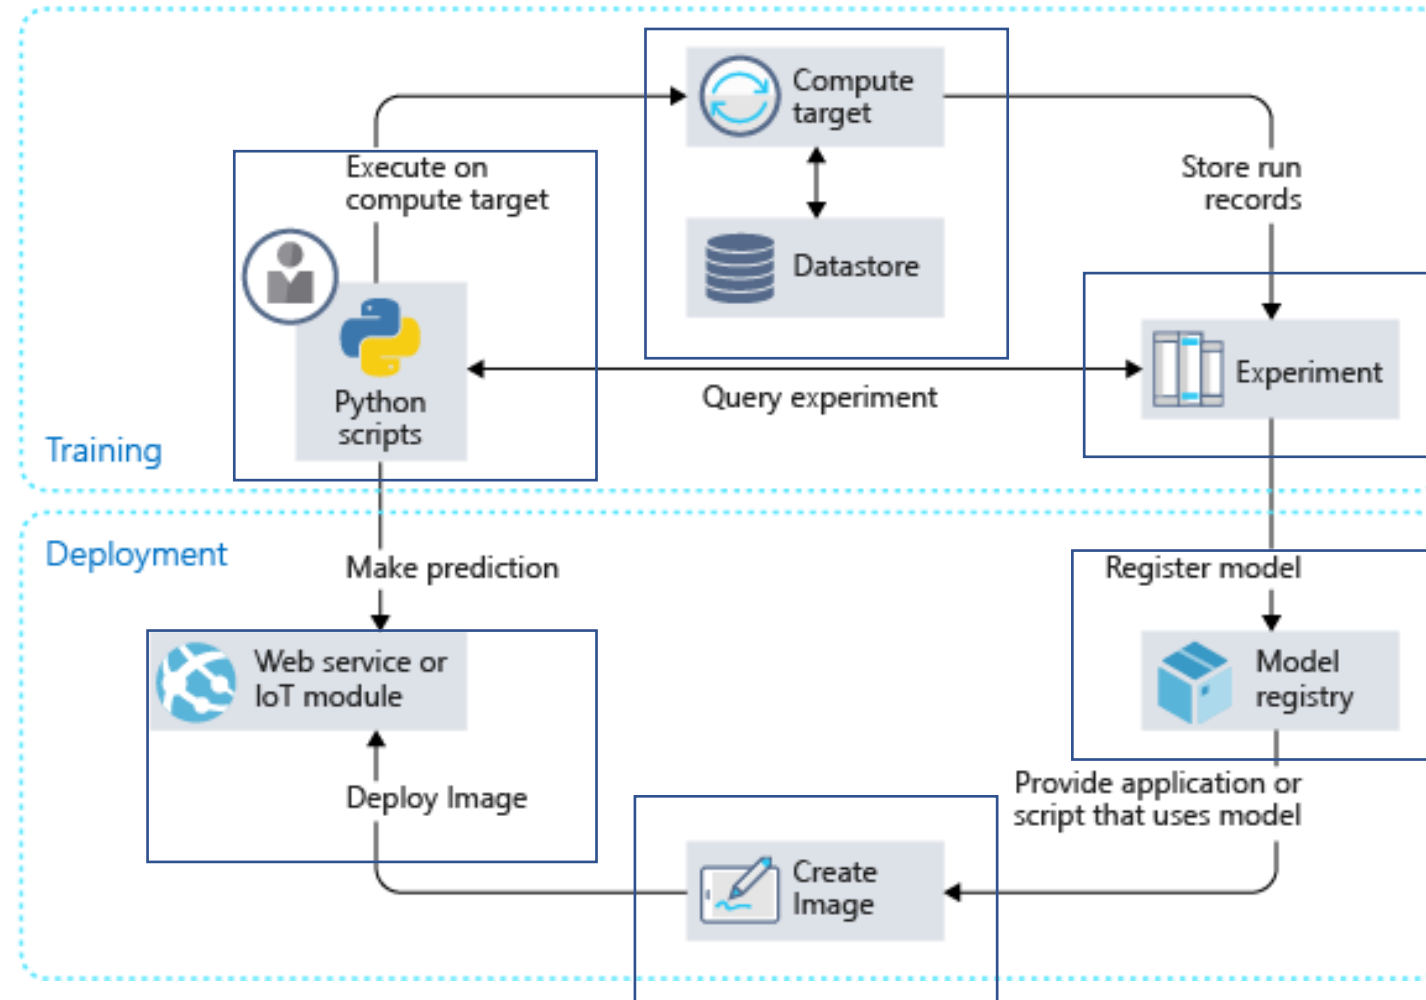 Compute
target
Execute on
compute target
Store run
records
Datastore
Python
scripts
Query experiment
Experiment
Training
Deployment
Make prediction
Register model
Web service or
IoT module
Model
registry
Deploy Image
Provide application or
script that uses model
Create
Image